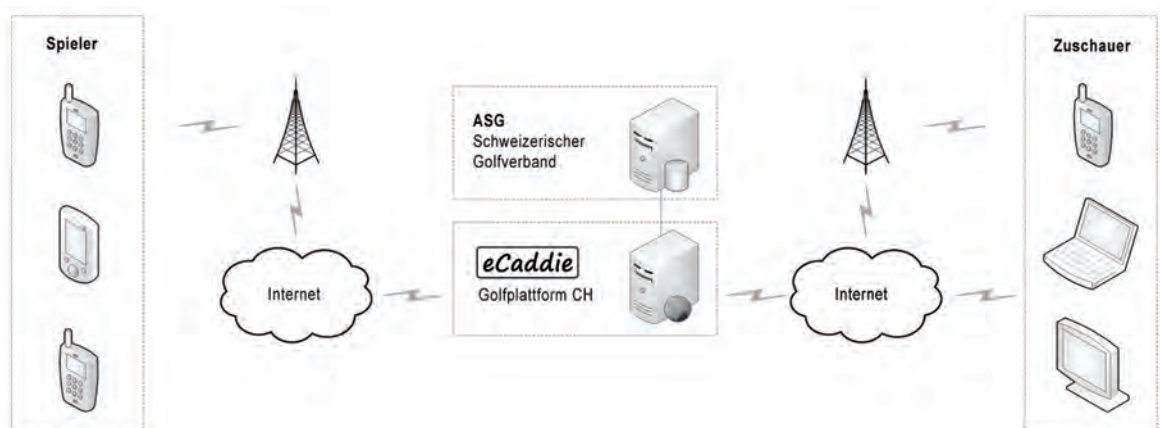 Spieler
Zuschauer
ASG
Schweizerischer
Golfverband
eCaddie
Golfplattform CH
Internet
Internet